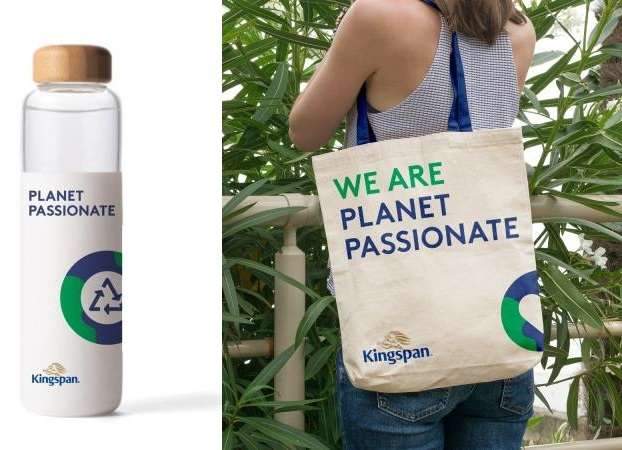 PLANET
PASSIONATE
Kingspan.
WE ARE
PLANET
PASSIONATE
Kingspan.